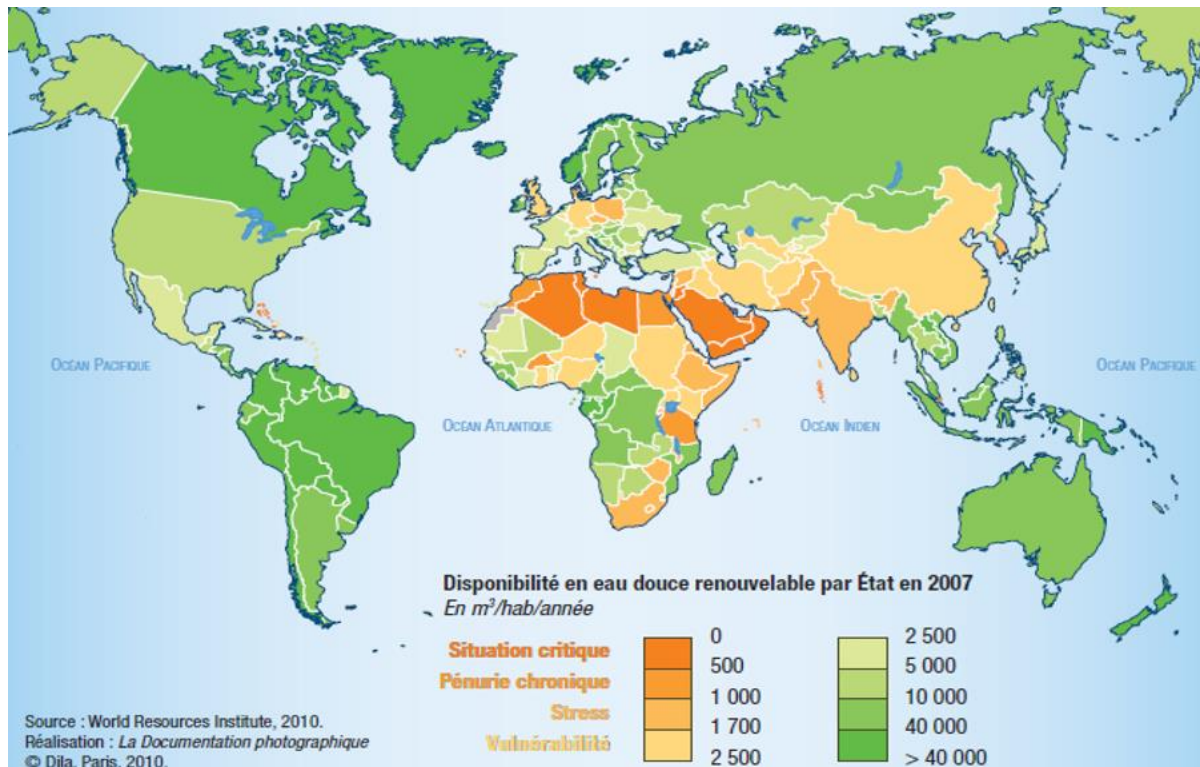 OCÉAN PACIFIQUE
OCÉAN ATLANTIQUE
OCÉAN INDIEN
OCÉAN PACIFIQUE
Disponibilité en eau douce renouvelable par État en 2007
En m³/hab/année
Situation critique
Pénurie chronique
Stress
Vulnérabilité
0
500
1 000
1 700
2 500
2 500
5 000
10 000
40 000
> 40 000
Source : World Resources Institute, 2010.
Réalisation : La Documentation photographique
© Dila, Paris, 2010.